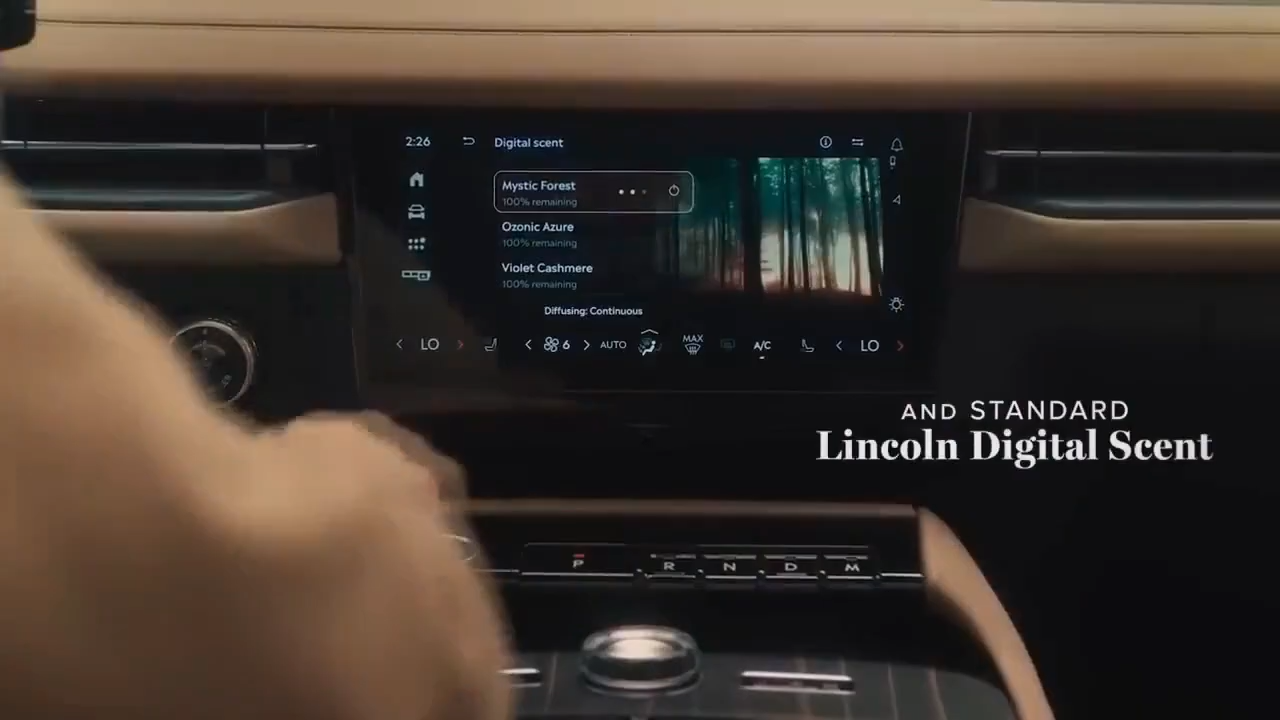 2:26
Digital scent
Mystic Forest
100% remaining
Ozonic Azure
100% remaining
Violet Cashmere
100% remaining
Diffusing: Continuous
LO
6
AUTO
MAX
A/C
LO
AND STANDARD
Lincoln Digital Scent
P R N D M